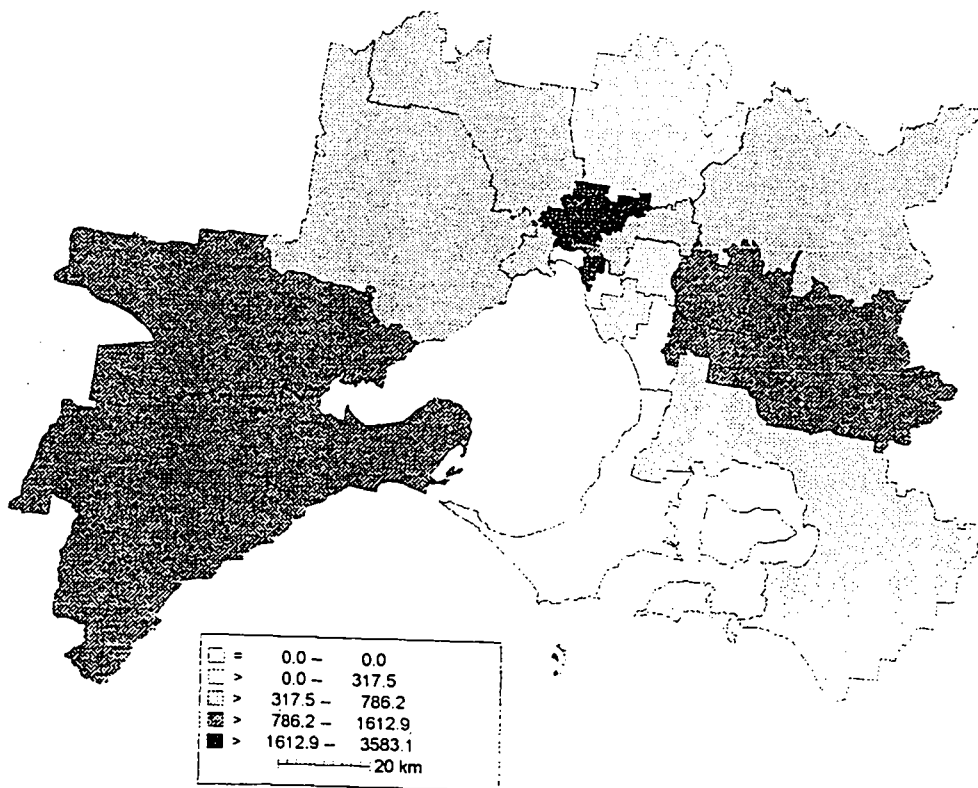 = 0.0 – 0.0
> 0.0 – 317.5
> 317.5 – 786.2
> 786.2 – 1612.9
> 1612.9 – 3583.1
20 km